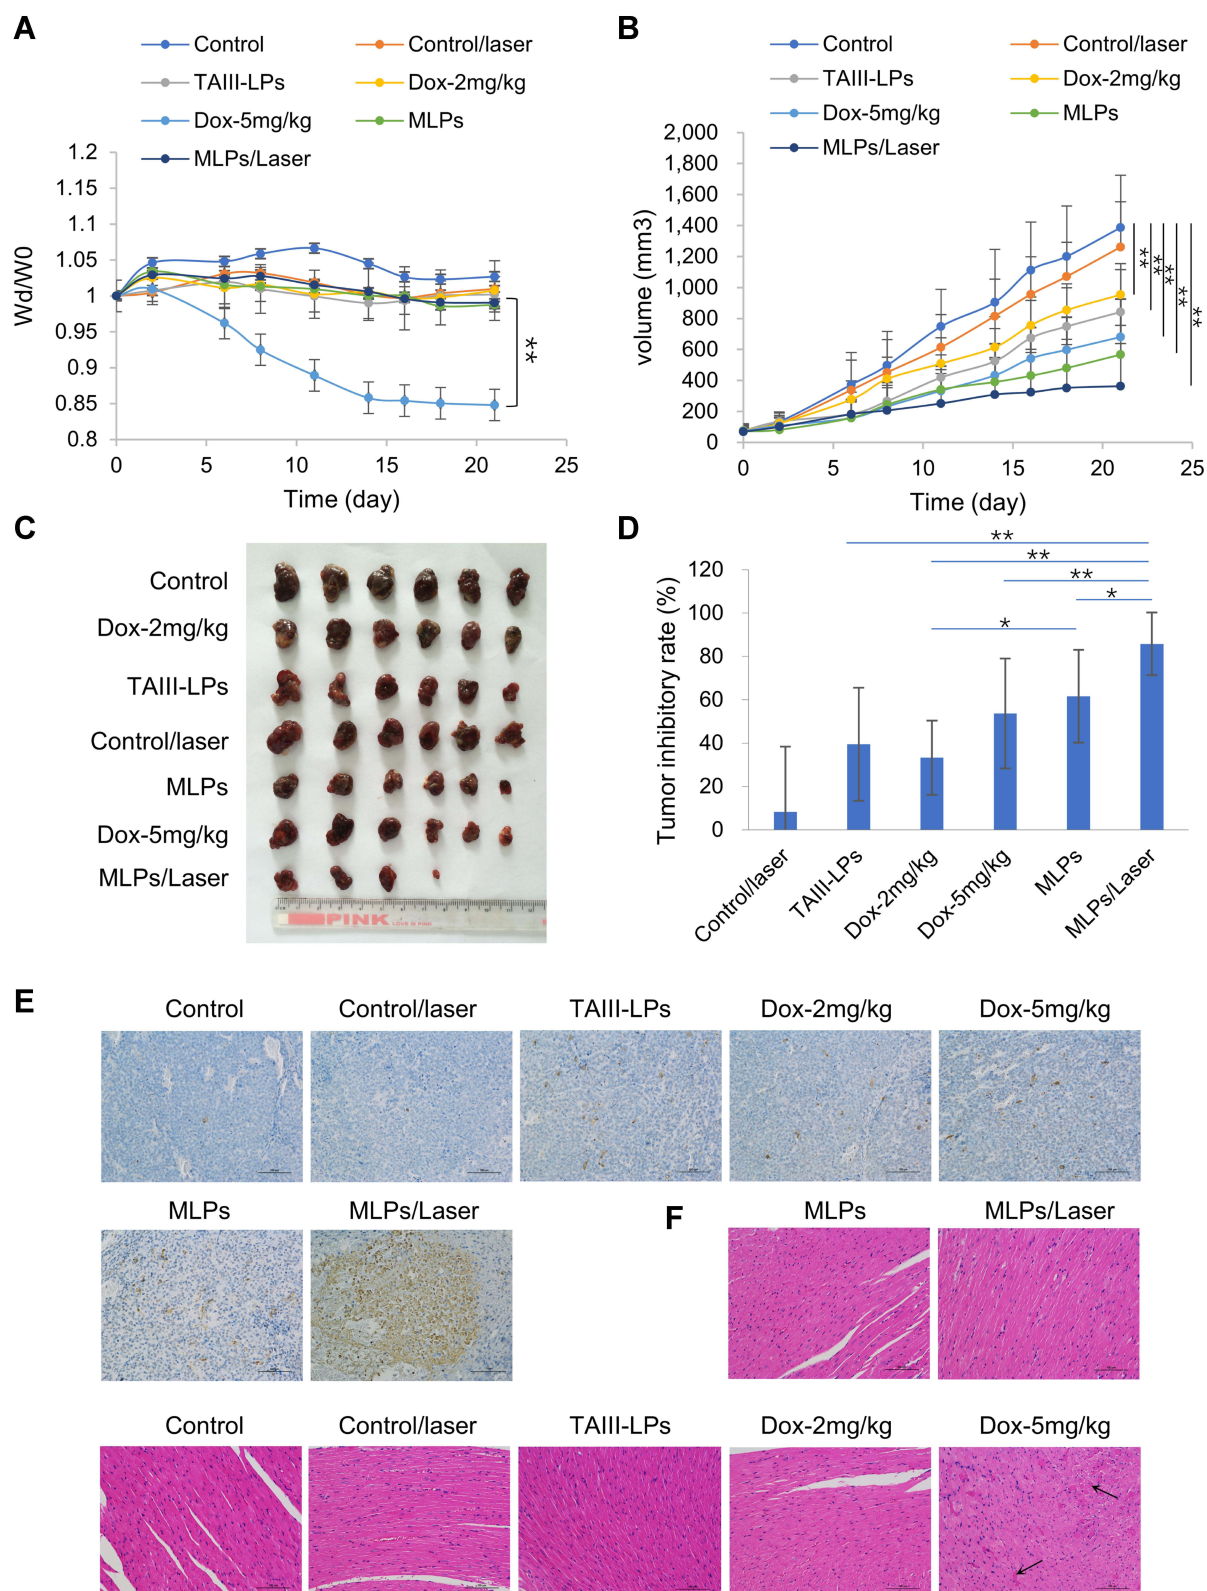 A
Control
Control/laser
TAIII-LPs
Dox-2mg/kg
Dox-5mg/kg
MLPs
MLPs/Laser
1.2
1.15
1.1
1.05
1
0.95
0.9
0.85
0.8
Wd/W0
**
0
5
10
15
20
25
Time (day)
B
Control
Control/laser
TAIII-LPs
Dox-2mg/kg
Dox-5mg/kg
MLPs
MLPs/Laser
2,000
1,800
1,600
1,400
1,200
1,000
800
600
400
200
0
volume (mm3)
**
**
**
**
**
0
5
10
15
20
25
Time (day)
C
Control
Dox-2mg/kg
TAIII-LPs
Control/laser
MLPs
Dox-5mg/kg
MLPs/Laser
PINK
D
**
**
**
*
*
120
100
80
60
40
20
0
Tumor inhibitory rate (%)
Control/laser
TAIII-LPs
Dox-2mg/kg
Dox-5mg/kg
MLPs
MLPs/Laser
E
Control
Control/laser
TAIII-LPs
Dox-2mg/kg
Dox-5mg/kg
MLPs
MLPs/Laser
F
MLPs
MLPs/Laser
Control
Control/laser
TAIII-LPs
Dox-2mg/kg
Dox-5mg/kg